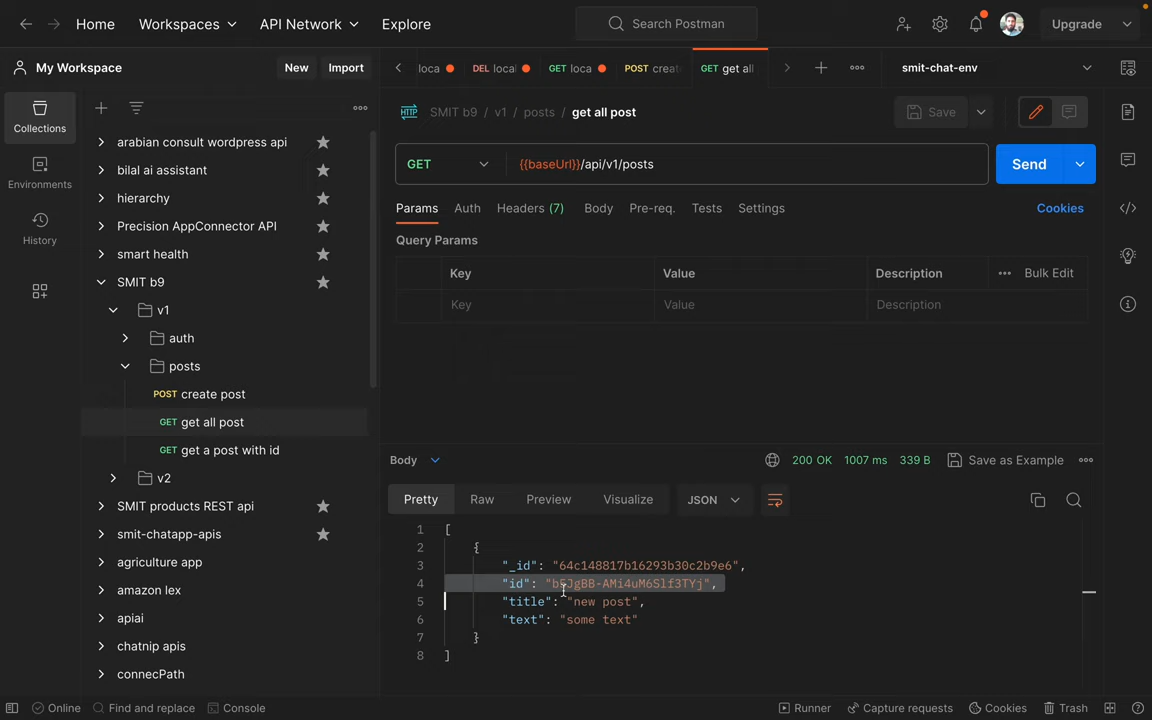 Home Workspaces API Network Explore Search Postman Upgrade
My Workspace New Import loca DEL local GET loca POST creat GET get all smit-chat-env
Collections
Environments
History
arabian consult wordpress api
bilal ai assistant
hierarchy
Precision AppConnector API
smart health
SMIT b9
v1
auth
posts
POST create post
GET get all post
GET get a post with id
v2
SMIT products REST api
smit-chatapp-apis
agriculture app
amazon lex
apiai
chatnip apis
connecPath
HTTP SMIT b9 / v1 / posts / get all post Save
GET {{baseUrl}}/api/v1/posts Send
Params Auth Headers (7) Body Pre-req. Tests Settings Cookies
Query Params
Key Value Description Bulk Edit
Key Value Description
Body 200 OK 1007 ms 339 B Save as Example
Pretty Raw Preview Visualize JSON
1 [
2 {
3 "_id": "64c148817b16293b30c2b9e6",
4 "id": "b5JgBB-AMi4uM6Slf3TYj",
5 "title": "new post",
6 "text": "some text"
7 }
8 ]
Online Find and replace Console Runner Capture requests Cookies Trash